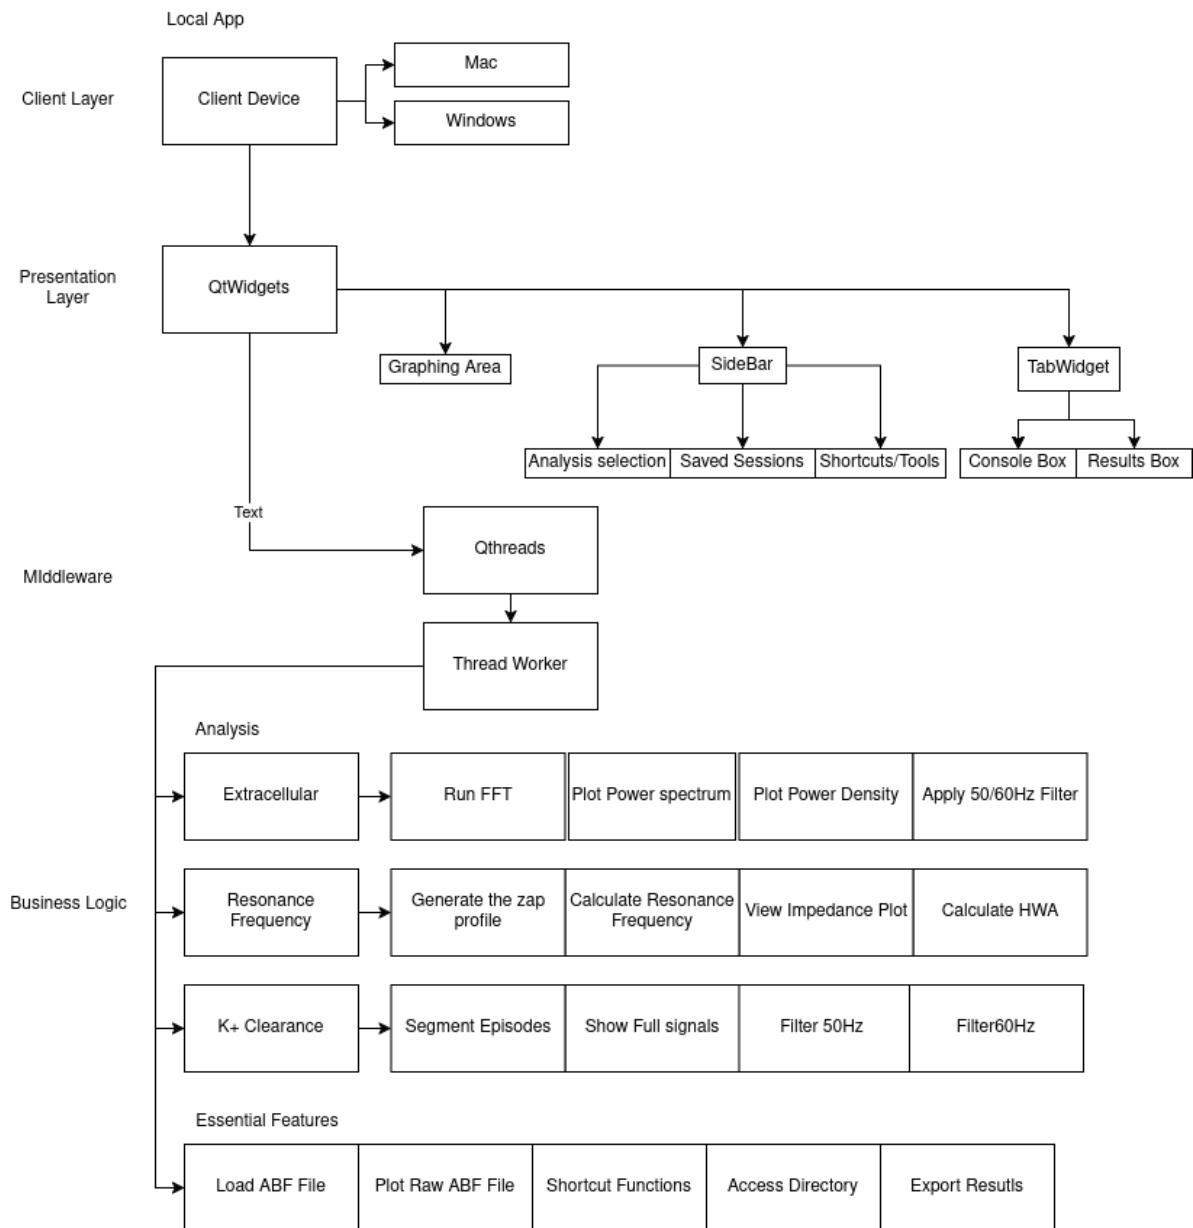 Local App
Client Layer
Client Device
Mac
Windows
Presentation
Layer
QtWidgets
Graphing Area
SideBar
TabWidget
Analysis selection
Saved Sessions
Shortcuts/Tools
Console Box
Results Box
Text
MIddleware
Qthreads
Thread Worker
Analysis
Extracellular
Run FFT
Plot Power spectrum
Plot Power Density
Apply 50/60Hz Filter
Business Logic
Resonance
Frequency
Generate the zap
profile
Calculate Resonance
Frequency
View Impedance Plot
Calculate HWA
K+ Clearance
Segment Episodes
Show Full signals
Filter 50Hz
Filter60Hz
Essential Features
Load ABF File
Plot Raw ABF File
Shortcut Functions
Access Directory
Export Resutls